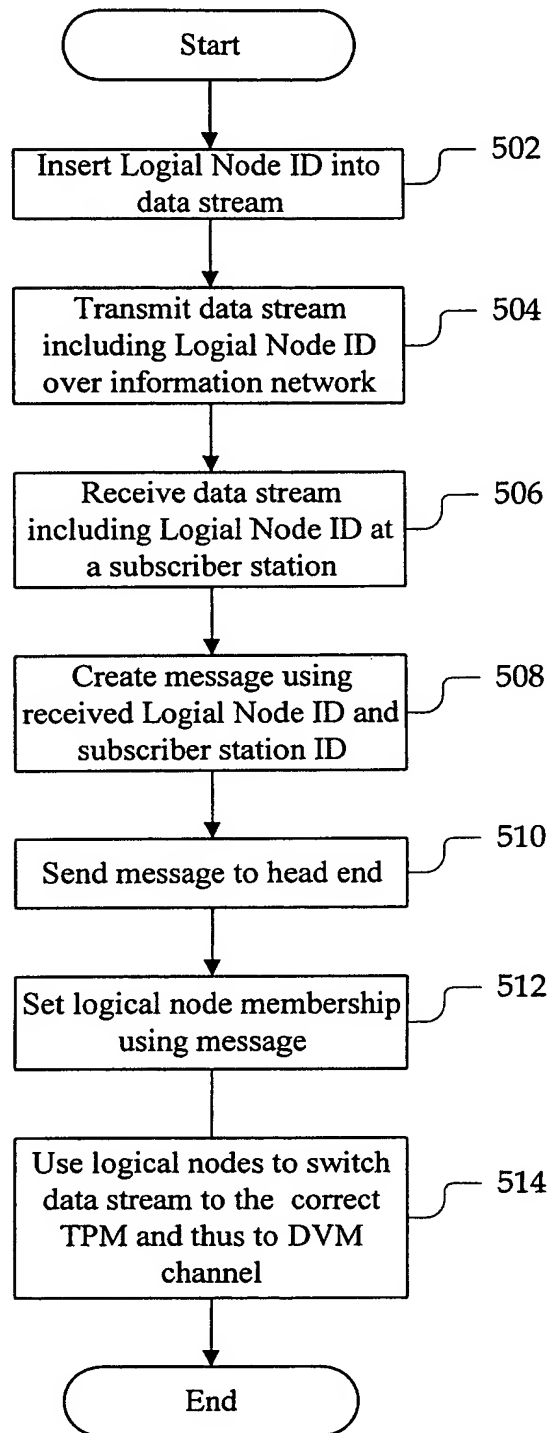 Start
502
Insert Logial Node ID into
data stream
504
Transmit data stream
including Logial Node ID
over information network
506
Receive data stream
including Logial Node ID at
a subscriber station
508
Create message using
received Logial Node ID and
subscriber station ID
510
Send message to head end
512
Set logical node membership
using message
514
Use logical nodes to switch
data stream to the correct
TPM and thus to DVM
channel
End